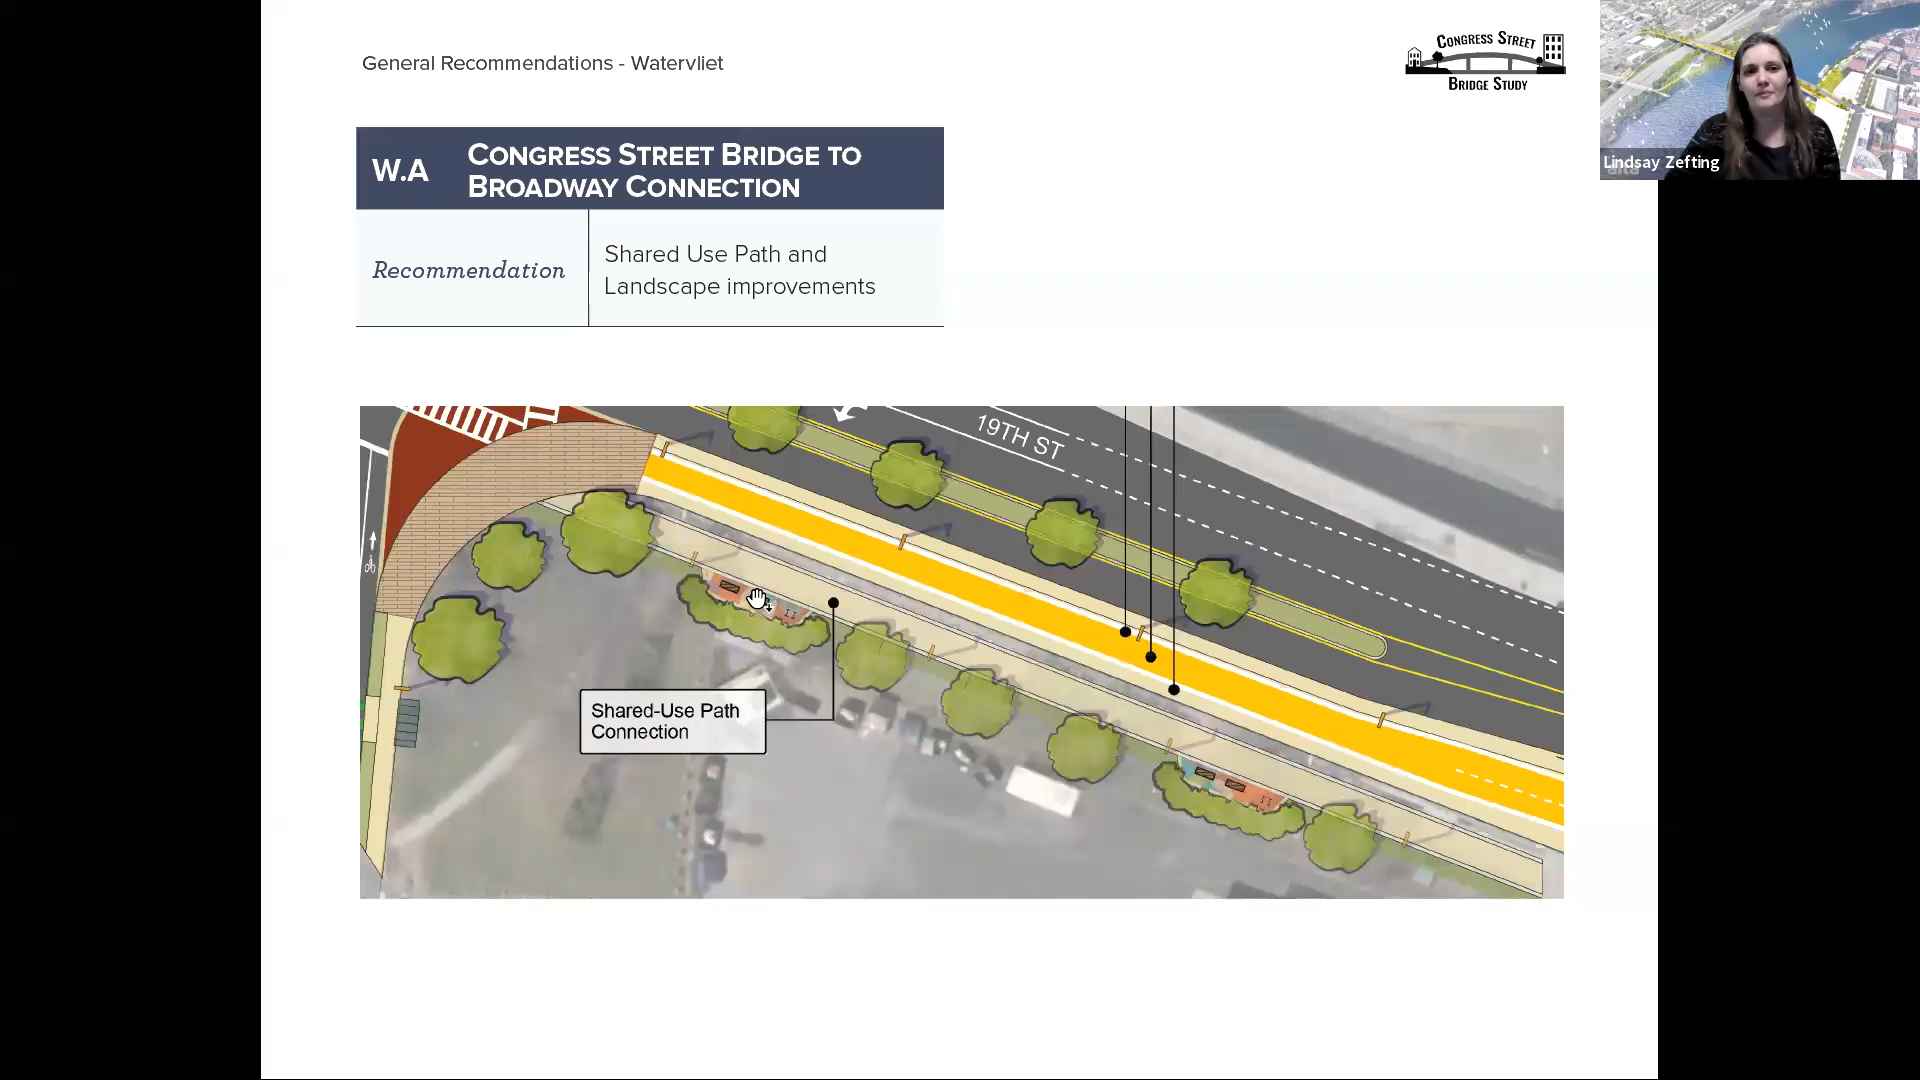 General Recommendations - Watervliet
CONGRESS STREET
BRIDGE STUDY
Lindsay Zefting
alta
W.A
CONGRESS STREET BRIDGE TO
BROADWAY CONNECTION
Recommendation
Shared Use Path and
Landscape improvements
19TH ST
Shared-Use Path
Connection